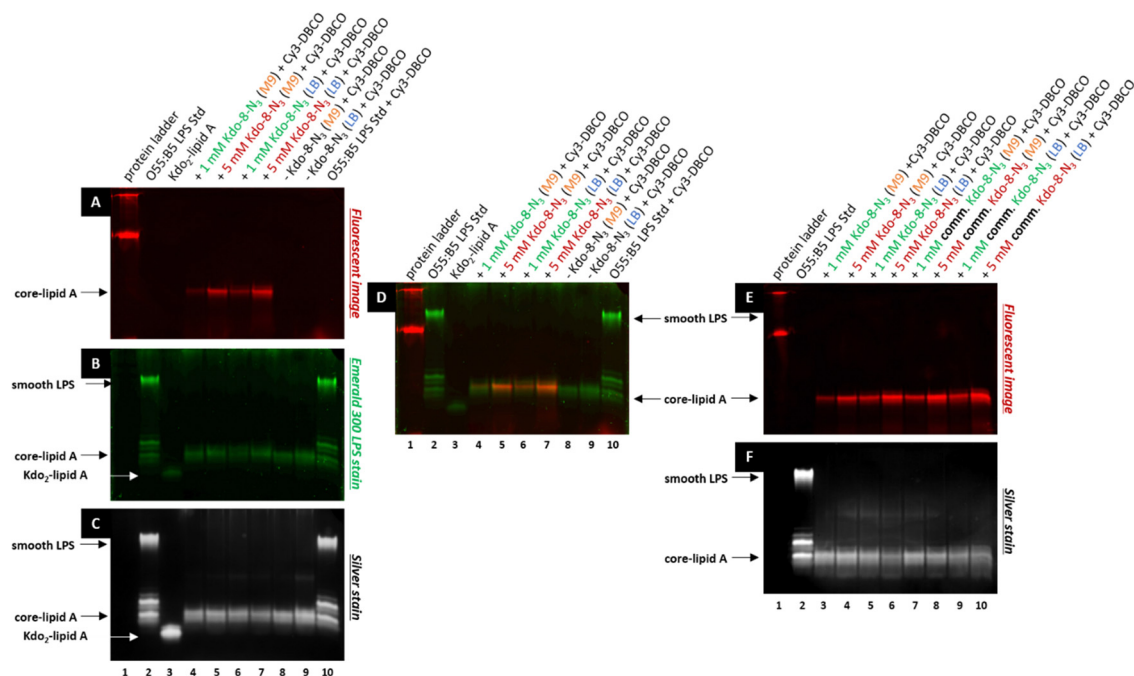 protein ladder
O55:B5 LPS Std
Kdo2-lipid A
+ 1 mM Kdo-8-N3 (M9) + Cy3-DBCO
+ 5 mM Kdo-8-N3 (M9) + Cy3-DBCO
+ 1 mM Kdo-8-N3 (LB) + Cy3-DBCO
+ 5 mM Kdo-8-N3 (LB) + Cy3-DBCO
- Kdo-8-N3 (M9) + Cy3-DBCO
- Kdo-8-N3 (LB) + Cy3-DBCO
O55:B5 LPS Std + Cy3-DBCO
A
core-lipid A
Fluorescent image
B
smooth LPS
core-lipid A
Kdo2-lipid A
Emerald 300 LPS stain
C
smooth LPS
core-lipid A
Kdo2-lipid A
Silver stain
1 2 3 4 5 6 7 8 9 10
protein ladder
O55:B5 LPS Std
Kdo2-lipid A
+ 1 mM Kdo-8-N3 (M9) + Cy3-DBCO
+ 5 mM Kdo-8-N3 (M9) + Cy3-DBCO
+ 1 mM Kdo-8-N3 (LB) + Cy3-DBCO
+ 5 mM Kdo-8-N3 (LB) + Cy3-DBCO
- Kdo-8-N3 (M9) + Cy3-DBCO
- Kdo-8-N3 (LB) + Cy3-DBCO
O55:B5 LPS Std + Cy3-DBCO
D
smooth LPS
core-lipid A
1 2 3 4 5 6 7 8 9 10
protein ladder
O55:B5 LPS Std
+ 1 mM Kdo-8-N3 (M9) +Cy3-DBCO
+ 5 mM Kdo-8-N3 (M9) + Cy3-DBCO
+ 1 mM Kdo-8-N3 (LB) + Cy3-DBCO
+ 5 mM Kdo-8-N3 (LB) + Cy3-DBCO
+ 1 mM comm. Kdo-8-N3 (M9) +Cy3-DBCO
+ 5 mM comm. Kdo-8-N3 (M9) + Cy3-DBCO
+ 1 mM comm. Kdo-8-N3 (LB) + Cy3-DBCO
+ 5 mM comm. Kdo-8-N3 (LB) + Cy3-DBCO
E
Fluorescent image
F
smooth LPS
core-lipid A
Silver stain
1 2 3 4 5 6 7 8 9 10